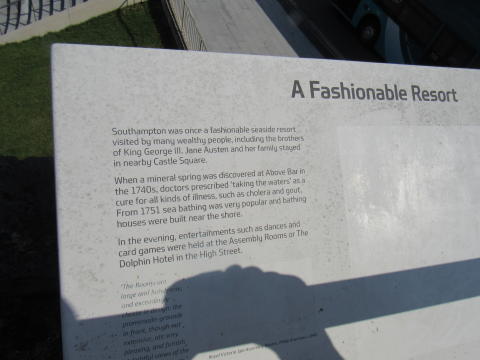 A Fashionable Resort
Southampton was once a fashionable seaside resort
visited by many wealthy people, including the brothers
of King George III. Jane Austen and her family stayed
in nearby Castle Square.
When a mineral spring was discovered at Above Bar in
the 1740s, doctors prescribed 'taking the waters' as a
cure for all kinds of illness, such as cholera and gout.
From 1751 sea bathing was very popular and bathing
houses were built near the shore.
In the evening, entertainments such as dances and
card games were held at the Assembly Rooms or The
Dolphin Hotel in the High Street.
'The Rooms are
large and handsome,
and exceedingly
in front, though not
extensive, are very
pleasing, and furnish